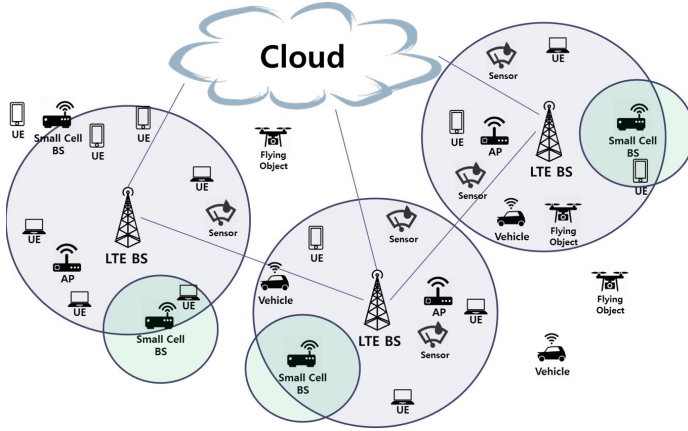 Cloud
Sensor
UE
UE
Small Cell
BS
UE
UE
Flying
Object
UE
AP
LTE BS
Small Cell
BS
UE
Sensor
UE
Sensor
Vehicle
Flying
Object
UE
AP
LTE BS
UE
UE
Small Cell
BS
UE
Sensor
Vehicle
AP
UE
LTE BS
Sensor
Small Cell
BS
UE
Flying
Object
Vehicle